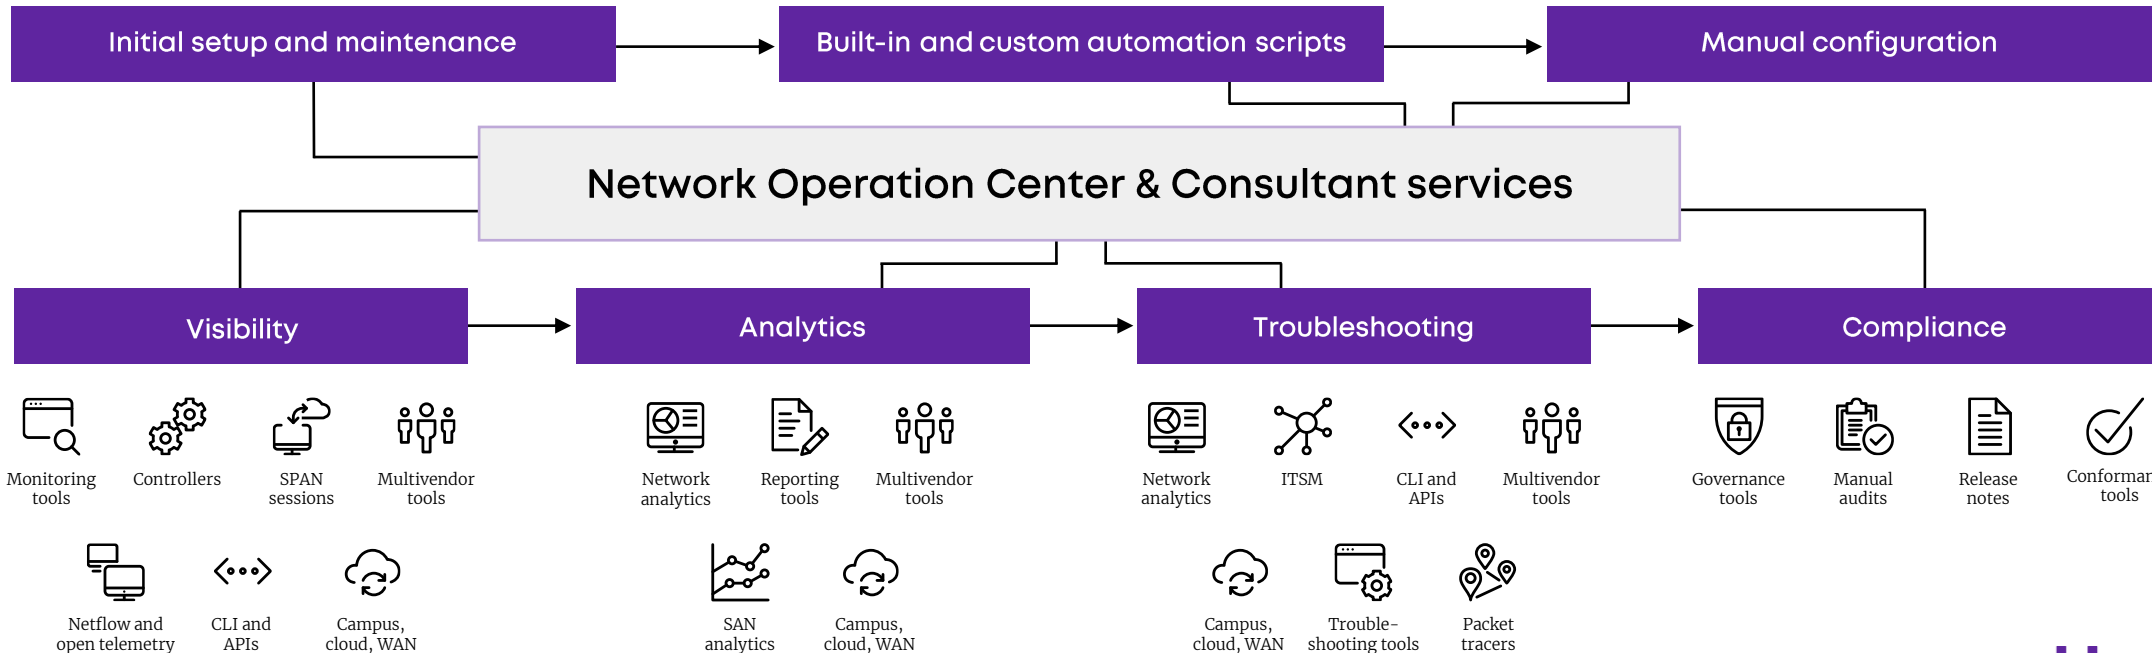 Initial setup and maintenance
Built-in and custom automation scripts
Manual configuration
Network Operation Center & Consultant services
Visibility
Analytics
Troubleshooting
Compliance
Monitoring
tools
Controllers
SPAN
sessions
Multivendor
tools
Netflow and
open telemetry
CLI and
APIs
Campus,
cloud, WAN
Network
analytics
Reporting
tools
Multivendor
tools
SAN
analytics
Campus,
cloud, WAN
Network
analytics
ITSM
CLI and
APIs
Multivendor
tools
Campus,
cloud, WAN
Trouble-
shooting tools
Packet
tracers
Governance
tools
Manual
audits
Release
notes
tools